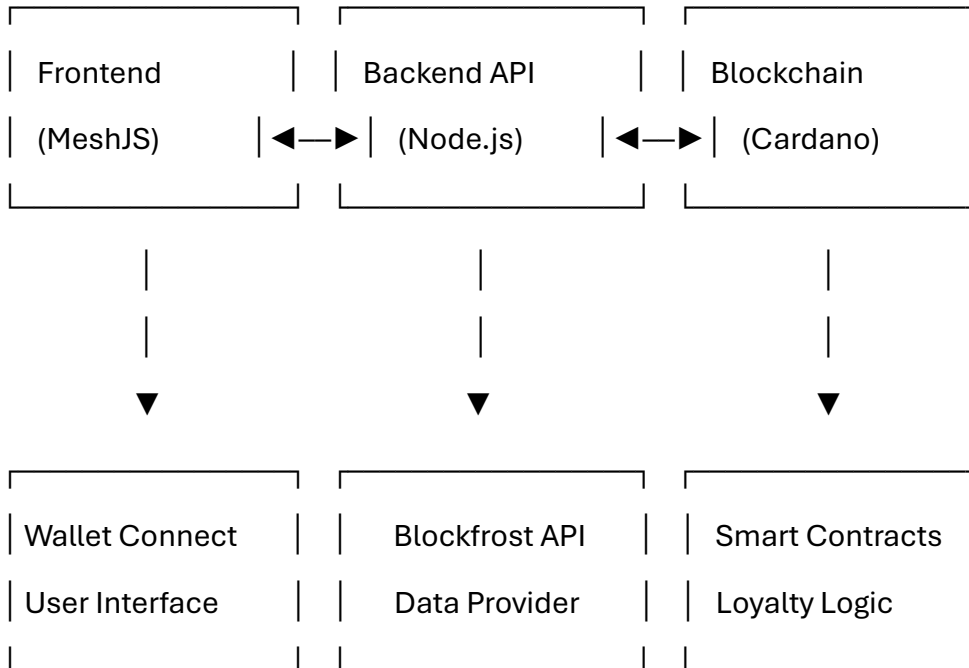 Frontend
Backend API
Blockchain
(MeshJS)
(Node.js)
(Cardano)
Wallet Connect
Blockfrost API
Smart Contracts
User Interface
Data Provider
Loyalty Logic